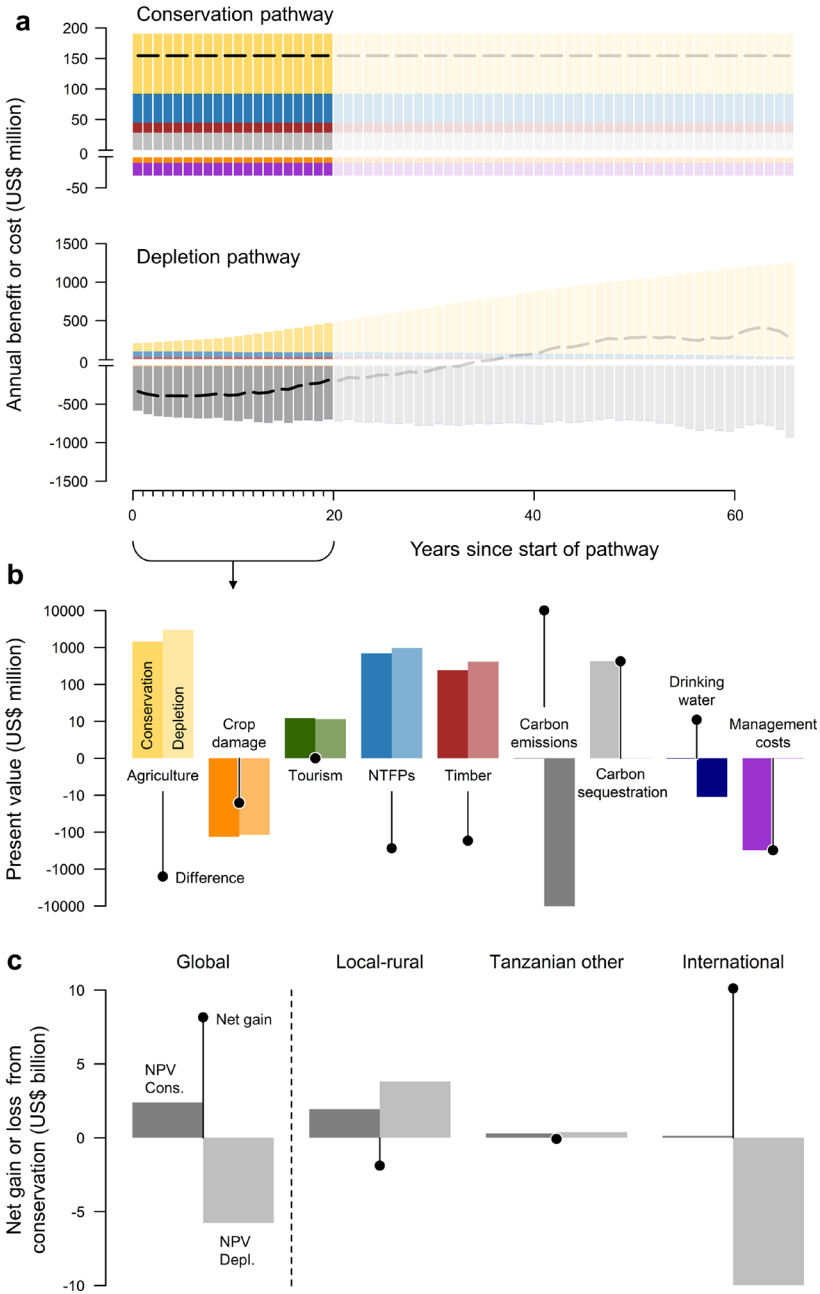 a
Conservation pathway
200
150
100
50
0
-50
Annual benefit or cost (US$ million)
Depletion pathway
1500
1000
500
0
-500
-1000
-1500
0
20
40
60
Years since start of pathway
b
Present value (US$ million)
10000
1000
100
10
0
-10
-100
-1000
-10000
Conservation
Depletion
Agriculture
Difference
Crop
damage
Tourism
NTFPs
Timber
Carbon
emissions
Carbon
sequestration
Drinking
water
Management
costs
c
Global
Local-rural
Tanzanian other
International
Net gain or loss from
conservation (US$ billion)
10
5
0
-5
-10
Net gain
NPV
Cons.
NPV
Depl.